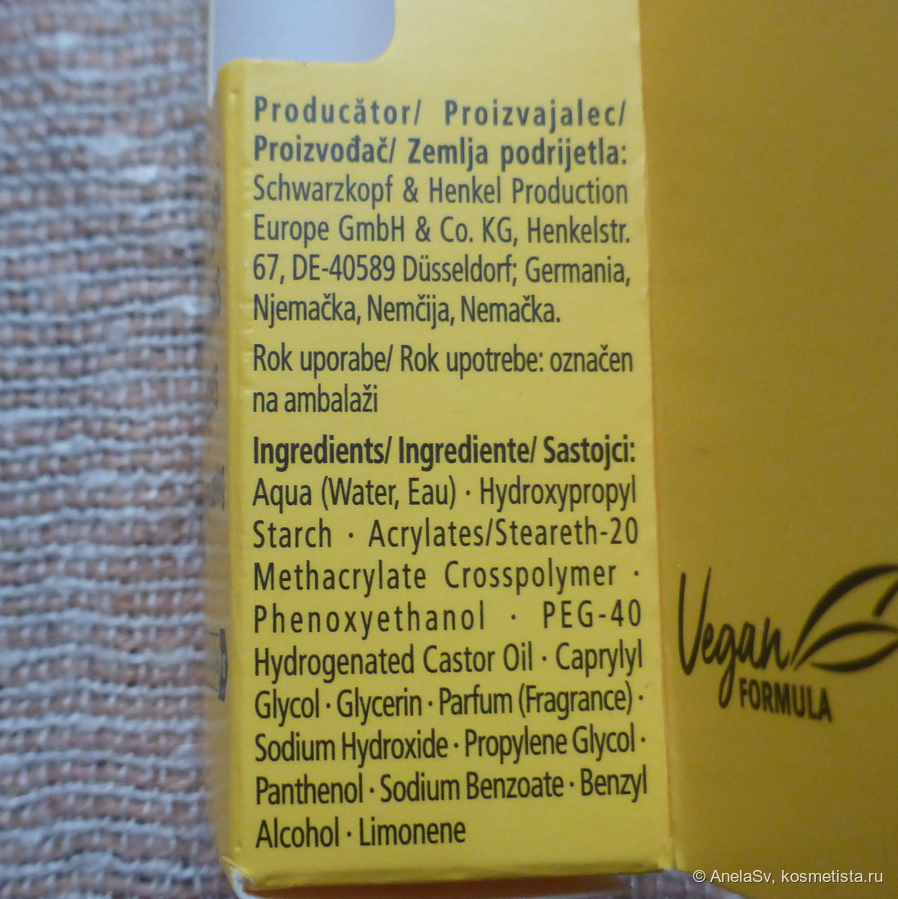 Producător/ Proizvajalec/
Proizvođač/ Zemlja podrijetla:
Schwarzkopf & Henkel Production
Europe GmbH & Co. KG, Henkelstr.
67, DE-40589 Düsseldorf; Germania,
Njemačka, Nemčija, Nemačka.
Rok uporabe/ Rok upotrebe: označen
na ambalaži
Ingredients/ Ingrediente/ Sastojci:
Aqua (Water, Eau) · Hydroxypropyl
Starch · Acrylates/Steareth-20
Methacrylate Crosspolymer ·
Phenoxyethanol · PEG-40
Hydrogenated Castor Oil · Caprylyl
Glycol · Glycerin · Parfum (Fragrance) ·
Sodium Hydroxide · Propylene Glycol ·
Panthenol · Sodium Benzoate · Benzyl
Alcohol · Limonene
Vegan
FORMULA
© AnelaSv, kosmetista.ru